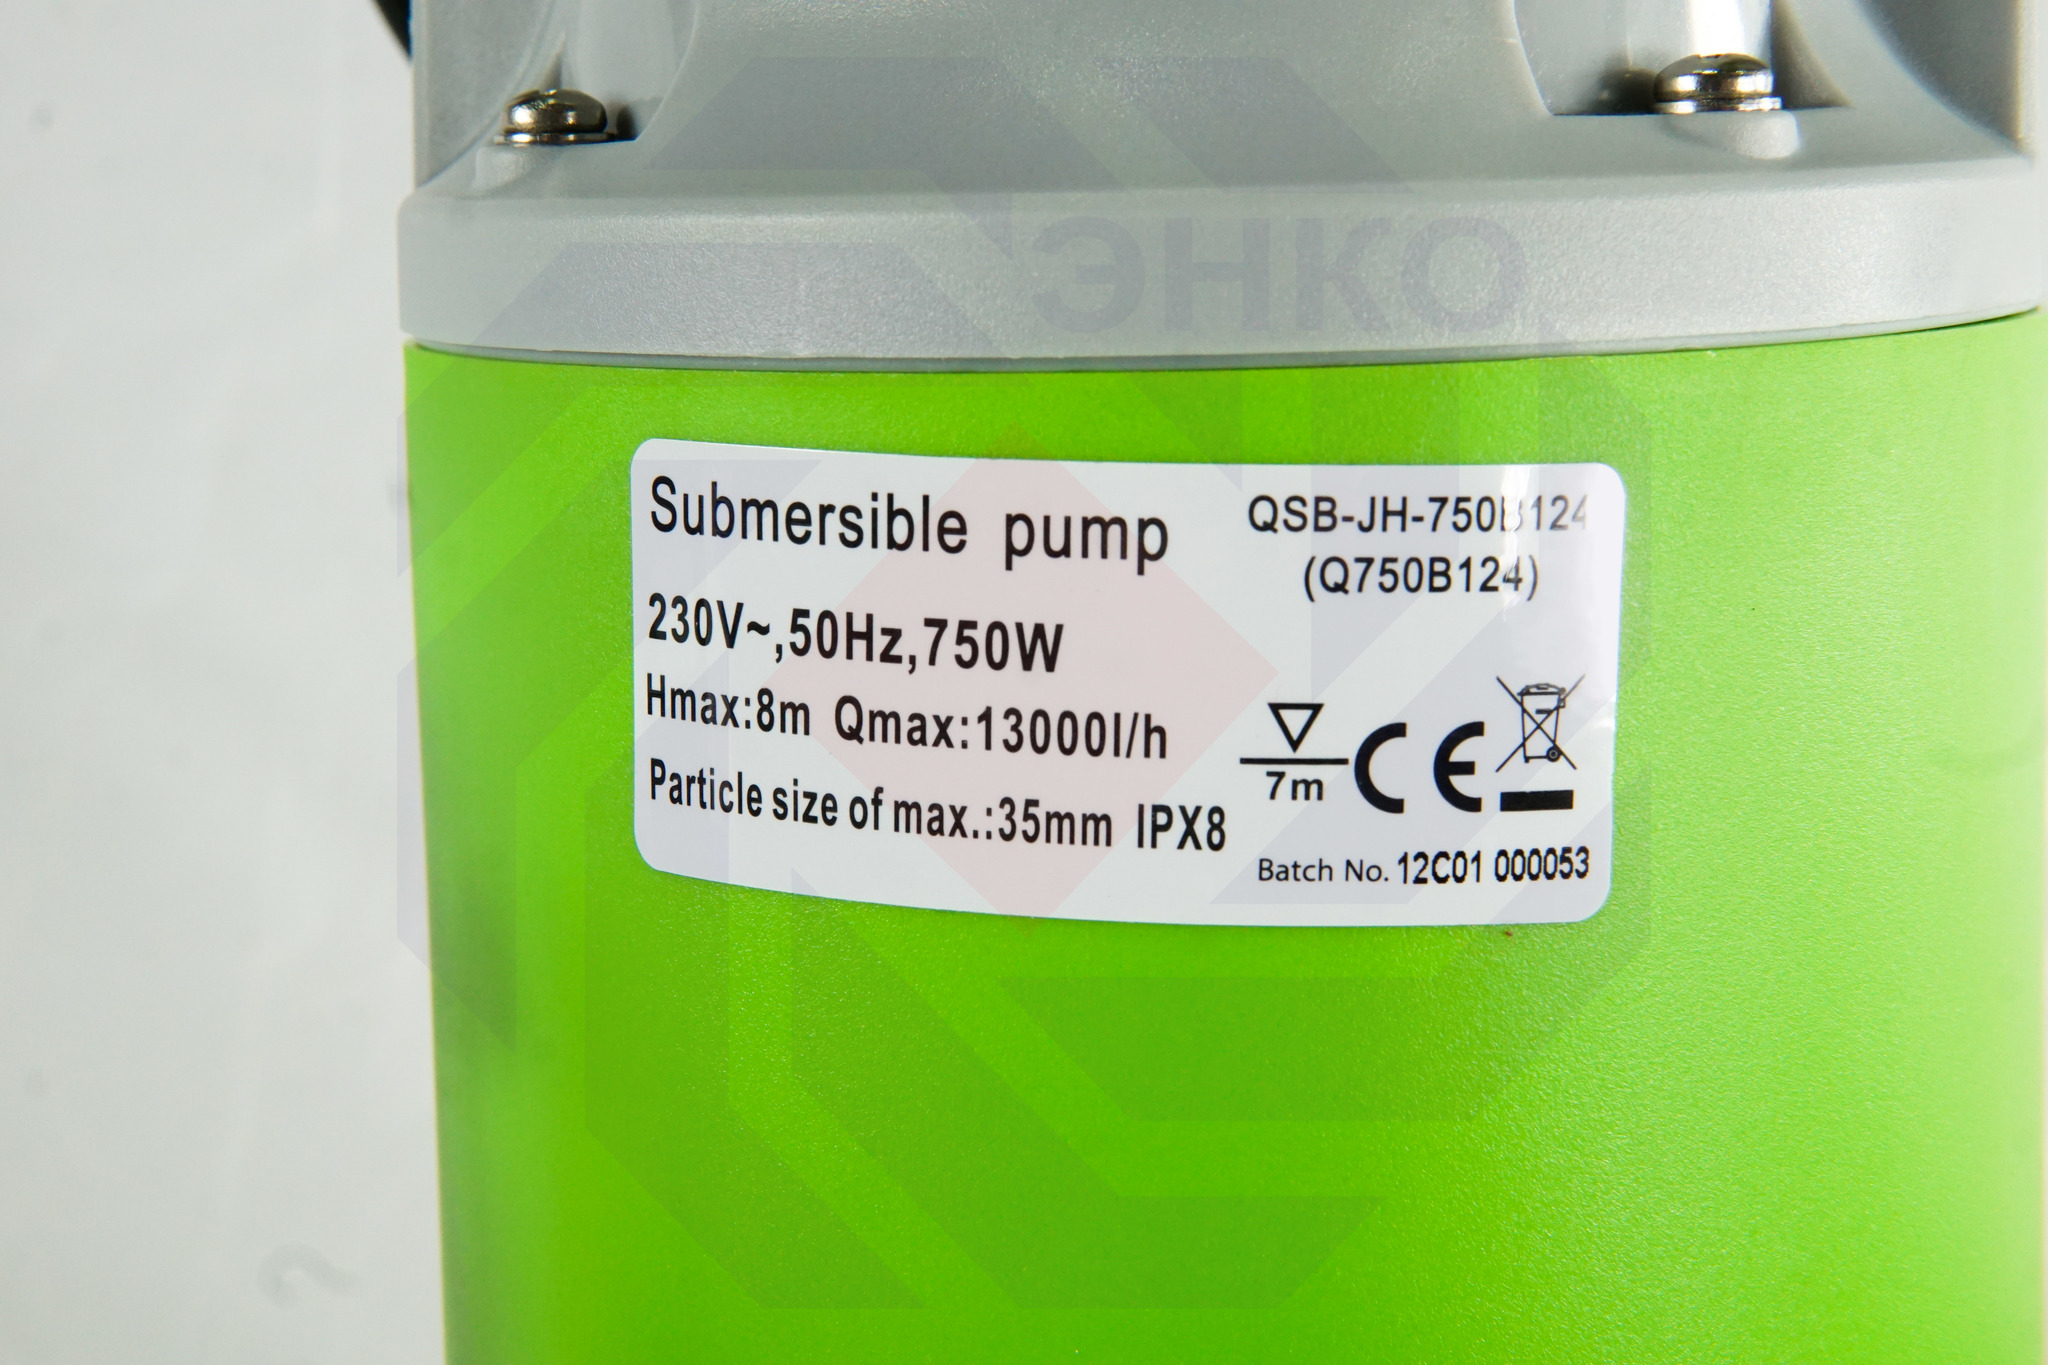 ЭНКО
Submersible pump
QSB-JH-750B124
(Q750B124)
230V~,50Hz,750W
Hmax:8m Qmax:13000l/h
Particle size of max.:35mm IPX8
7m
CE
Batch No. 12C01 000053